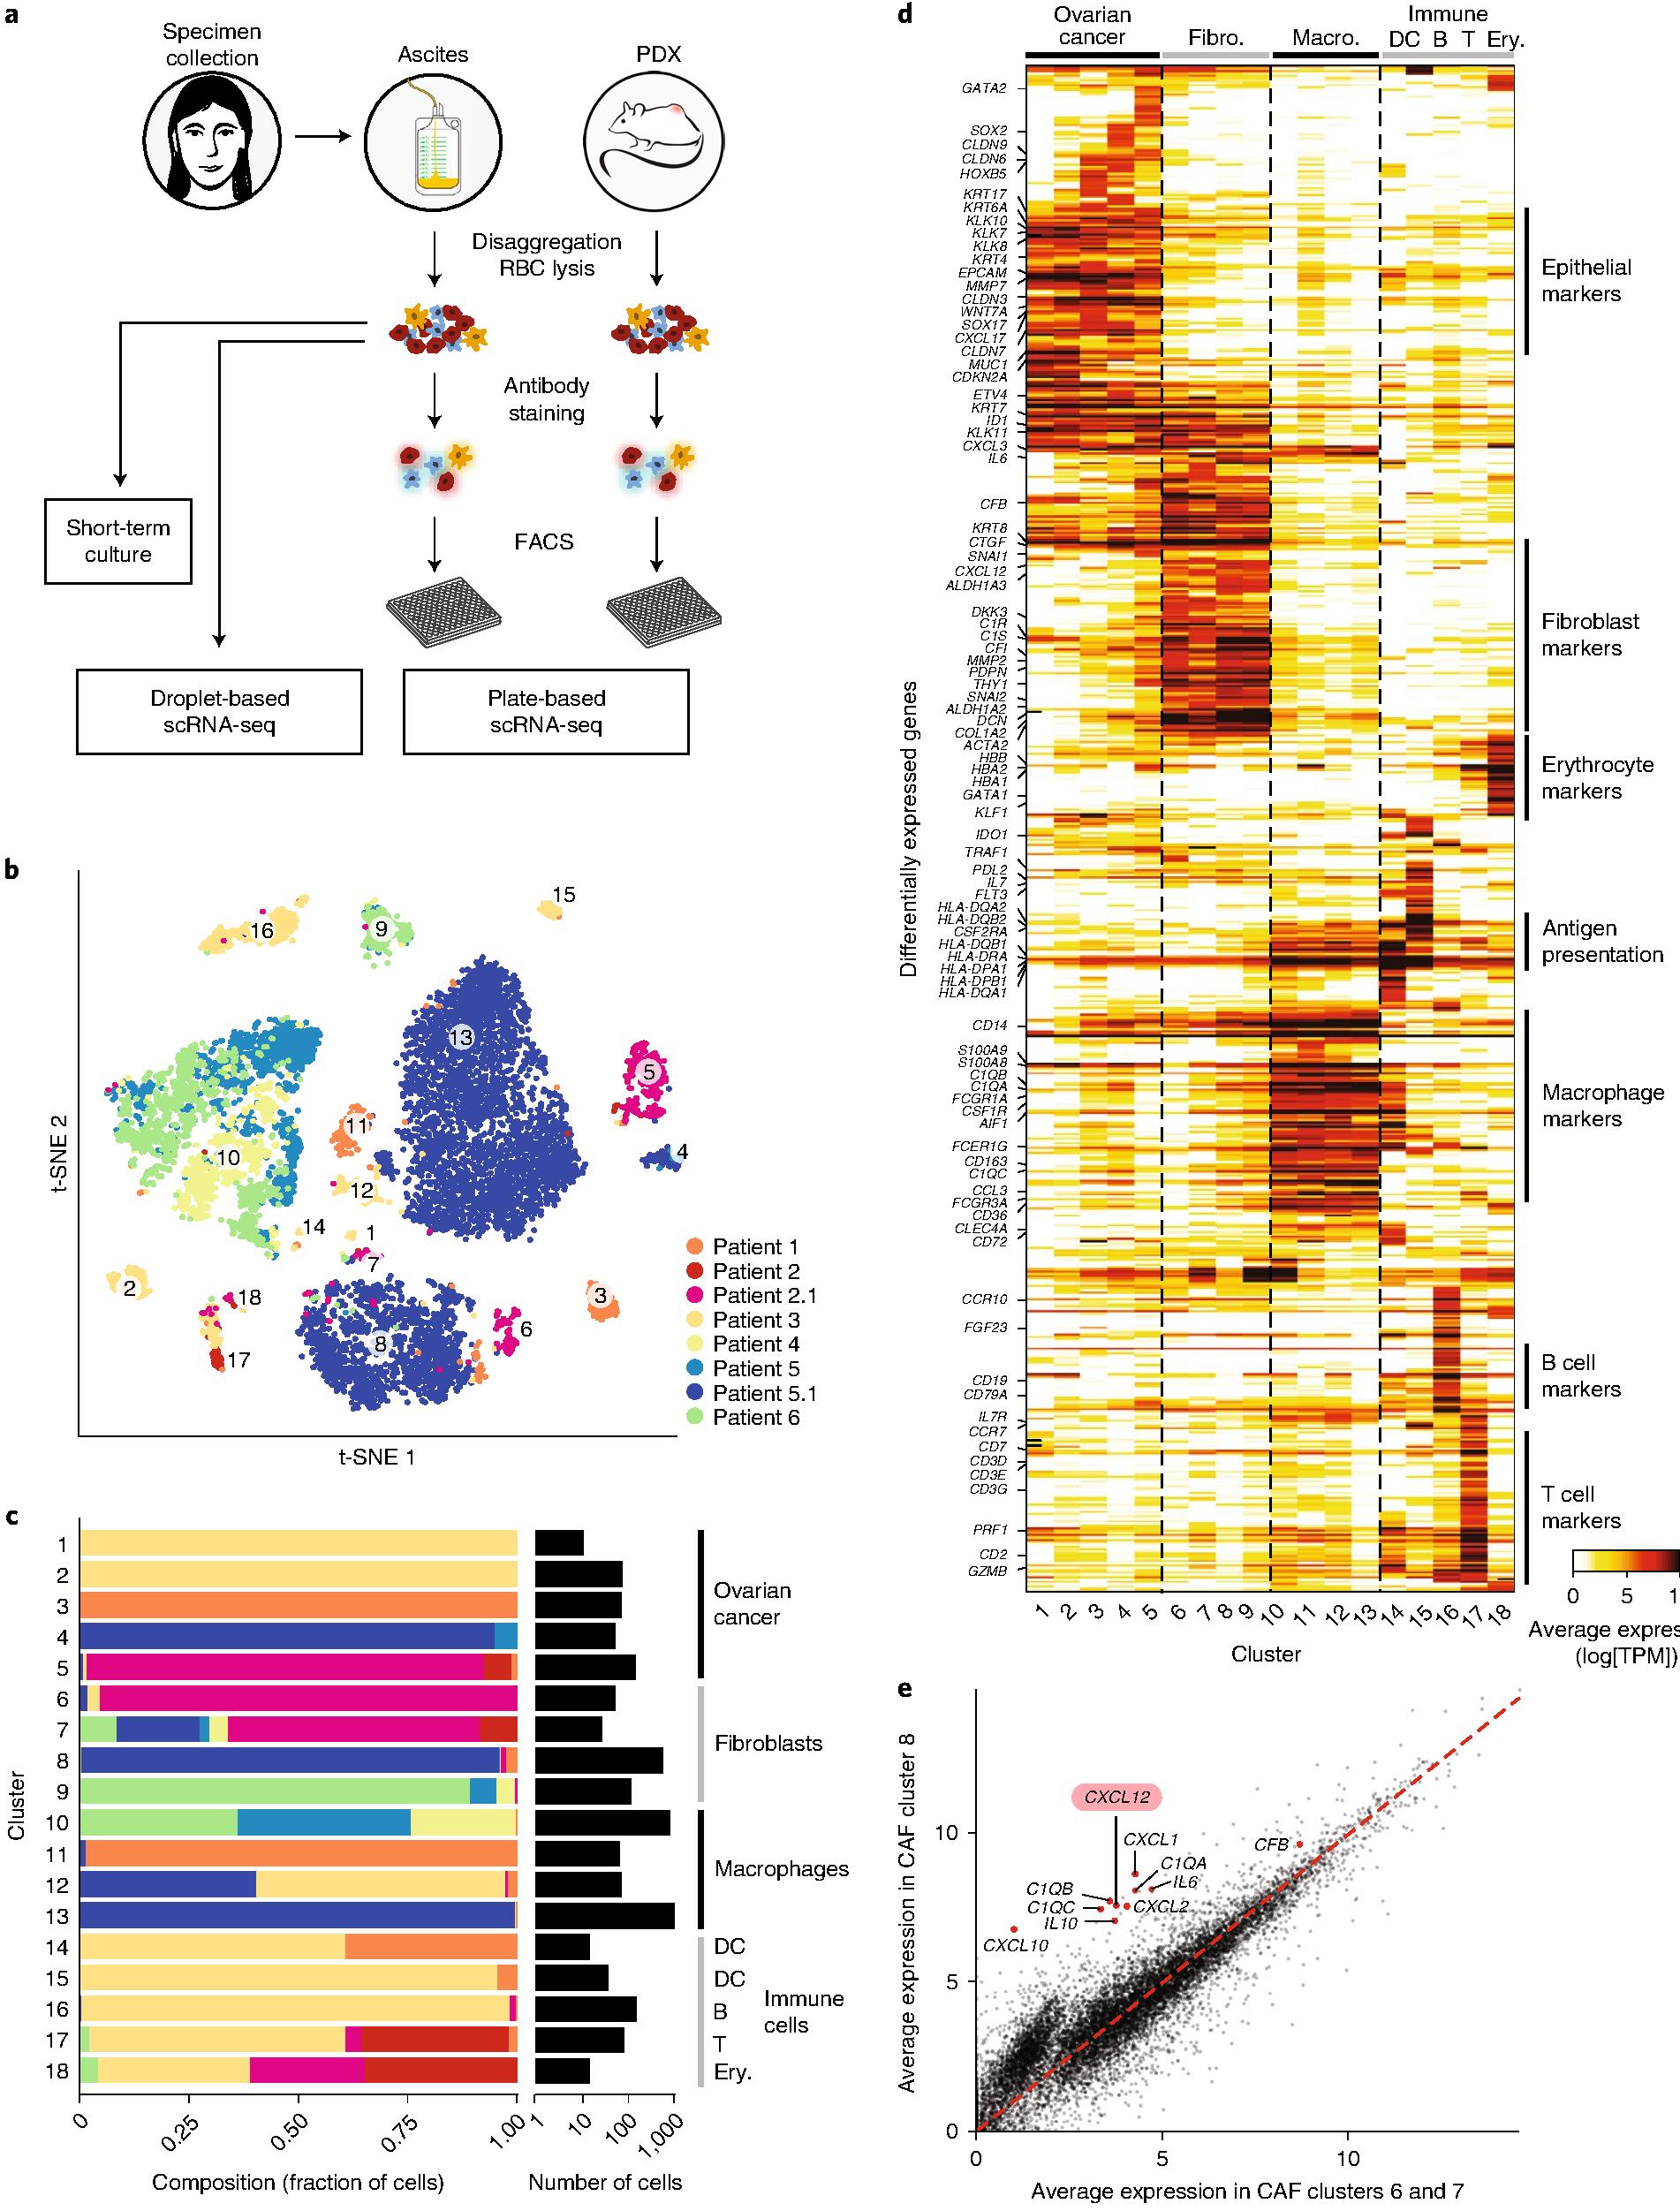 a
Specimen
collection
Ascites
PDX
Disaggregation
RBC lysis
Antibody
staining
FACS
Short-term
culture
Droplet-based
scRNA-seq
Plate-based
scRNA-seq
b
t-SNE 2
t-SNE 1
16
9
15
13
5
4
11
10
12
14
1
7
2
18
17
8
6
3
Patient 1
Patient 2
Patient 2.1
Patient 3
Patient 4
Patient 5
Patient 5.1
Patient 6
c
Cluster
1
2
3
4
5
6
7
8
9
10
11
12
13
14
15
16
17
18
Ovarian
cancer
Fibroblasts
Macrophages
DC
DC
B
T
Ery.
Immune
cells
0
0.25
0.50
0.75
1.00
1
10
100
1,000
Composition (fraction of cells)
Number of cells
d
Ovarian
cancer
Fibro.
Macro.
Immune
DC B T Ery.
Differentially expressed genes
GATA2
SOX2
CLDN9
CLDN6
HOXB5
KRT17
KRT6A
KLK10
KLK7
KLK8
KRT4
EPCAM
MMP7
CLDN3
WNT7A
SOX17
CXCL17
CLDN7
MUC1
CDKN2A
ETV4
KRT7
ID1
KLK11
CXCL3
IL6
CFB
KRT8
CTGF
SNAI1
CXCL12
ALDH1A3
DKK3
C1R
C1S
CFI
MMP2
PDPN
THY1
SNAI2
ALDH1A2
DCN
COL1A2
ACTA2
HBB
HBA2
HBA1
GATA1
KLF1
IDO1
TRAF1
PDL2
IL7
FLT3
HLA-DQA2
HLA-DQB2
CSF2RA
HLA-DQB1
HLA-DRA
HLA-DPA1
HLA-DPB1
HLA-DQA1
CD14
S100A9
S100A8
C1QB
C1QA
FCGR1A
CSF1R
AIF1
FCER1G
CD163
C1QC
CCL3
FCGR3A
CD36
CLEC4A
CD72
CCR10
FGF23
CD19
CD79A
IL7R
CCR7
CD7
CD3D
CD3E
CD3G
PRF1
CD2
GZMB
Epithelial
markers
Fibroblast
markers
Erythrocyte
markers
Antigen
presentation
Macrophage
markers
B cell
markers
T cell
markers
1 2 3 4 5 6 7 8 9 10 11 12 13 14 15 16 17 18
Cluster
0 5 1
Average expres
(log[TPM])
e
Average expression in CAF cluster 8
10
5
0
CXCL12
CXCL1
C1QA
IL6
C1QB
C1QC
IL10
CXCL2
CXCL10
CFB
0
5
10
Average expression in CAF clusters 6 and 7